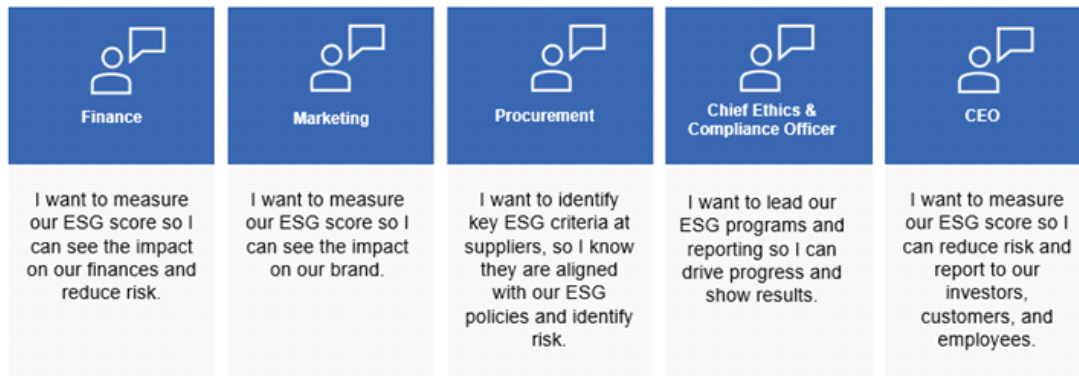 Finance
I want to measure
our ESG score so I
can see the impact
on our finances and
reduce risk.
Marketing
I want to measure
our ESG score so I
can see the impact
on our brand.
Procurement
I want to identify
key ESG criteria at
suppliers, so I know
they are aligned
with our ESG
policies and identify
risk.
Chief Ethics &
Compliance Officer
I want to lead our
ESG programs and
reporting so I can
drive progress and
show results.
CEO
I want to measure
our ESG score so I
can reduce risk and
report to our
investors,
customers, and
employees.